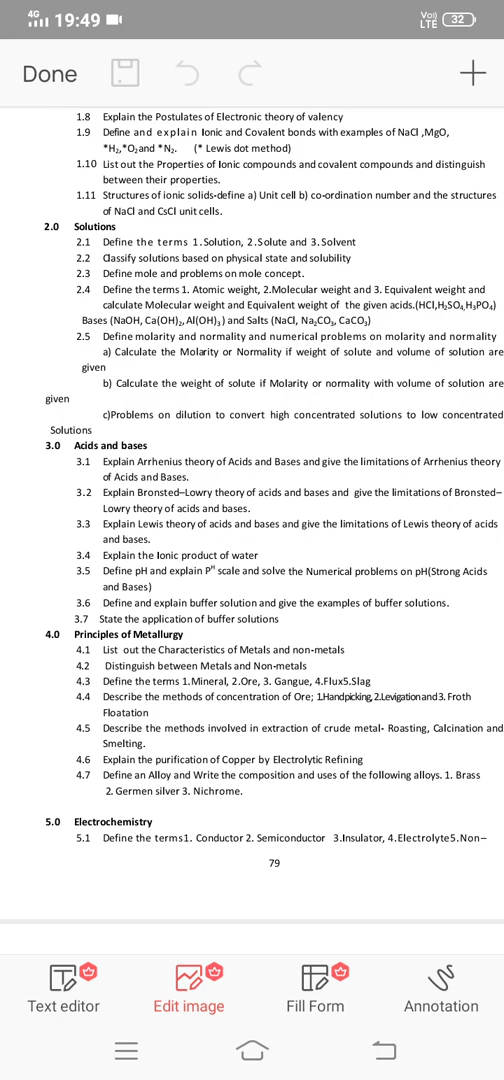 4G 19:49 Vo)) LTE 32
Done
1.8 Explain the Postulates of Electronic theory of valency
1.9 Define and explain Ionic and Covalent bonds with examples of NaCl ,MgO,
*H₂,*O₂and *N₂. (* Lewis dot method)
1.10 List out the Properties of Ionic compounds and covalent compounds and distinguish
between their properties.
1.11 Structures of ionic solids-define a) Unit cell b) co-ordination number and the structures
of NaCl and CsCl unit cells.
2.0 Solutions
2.1 Define the terms 1.Solution, 2.Solute and 3.Solvent
2.2 Classify solutions based on physical state and solubility
2.3 Define mole and problems on mole concept.
2.4 Define the terms 1. Atomic weight, 2.Molecular weight and 3. Equivalent weight and
calculate Molecular weight and Equivalent weight of the given acids.(HCl,H₂SO₄,H₃PO₄)
Bases (NaOH, Ca(OH)₂, Al(OH)₃) and Salts (NaCl, Na₂CO₃, CaCO₃)
2.5 Define molarity and normality and numerical problems on molarity and normality
a) Calculate the Molarity or Normality if weight of solute and volume of solution are
given
b) Calculate the weight of solute if Molarity or normality with volume of solution are
given
c)Problems on dilution to convert high concentrated solutions to low concentrated
Solutions
3.0 Acids and bases
3.1 Explain Arrhenius theory of Acids and Bases and give the limitations of Arrhenius theory
of Acids and Bases.
3.2 Explain Bronsted–Lowry theory of acids and bases and give the limitations of Bronsted–
Lowry theory of acids and bases.
3.3 Explain Lewis theory of acids and bases and give the limitations of Lewis theory of acids
and bases.
3.4 Explain the Ionic product of water
3.5 Define pH and explain Pᴴ scale and solve the Numerical problems on pH(Strong Acids
and Bases)
3.6 Define and explain buffer solution and give the examples of buffer solutions.
3.7 State the application of buffer solutions
4.0 Principles of Metallurgy
4.1 List out the Characteristics of Metals and non-metals
4.2 Distinguish between Metals and Non-metals
4.3 Define the terms 1.Mineral, 2.Ore, 3. Gangue, 4.Flux5.Slag
4.4 Describe the methods of concentration of Ore; 1.Handpicking, 2.Levigation and 3. Froth
Floatation
4.5 Describe the methods involved in extraction of crude metal- Roasting, Calcination and
Smelting.
4.6 Explain the purification of Copper by Electrolytic Refining
4.7 Define an Alloy and Write the composition and uses of the following alloys. 1. Brass
2. Germen silver 3. Nichrome.
5.0 Electrochemistry
5.1 Define the terms1. Conductor 2. Semiconductor 3.Insulator, 4.Electrolyte5.Non–
79
Text editor Edit image Fill Form Annotation